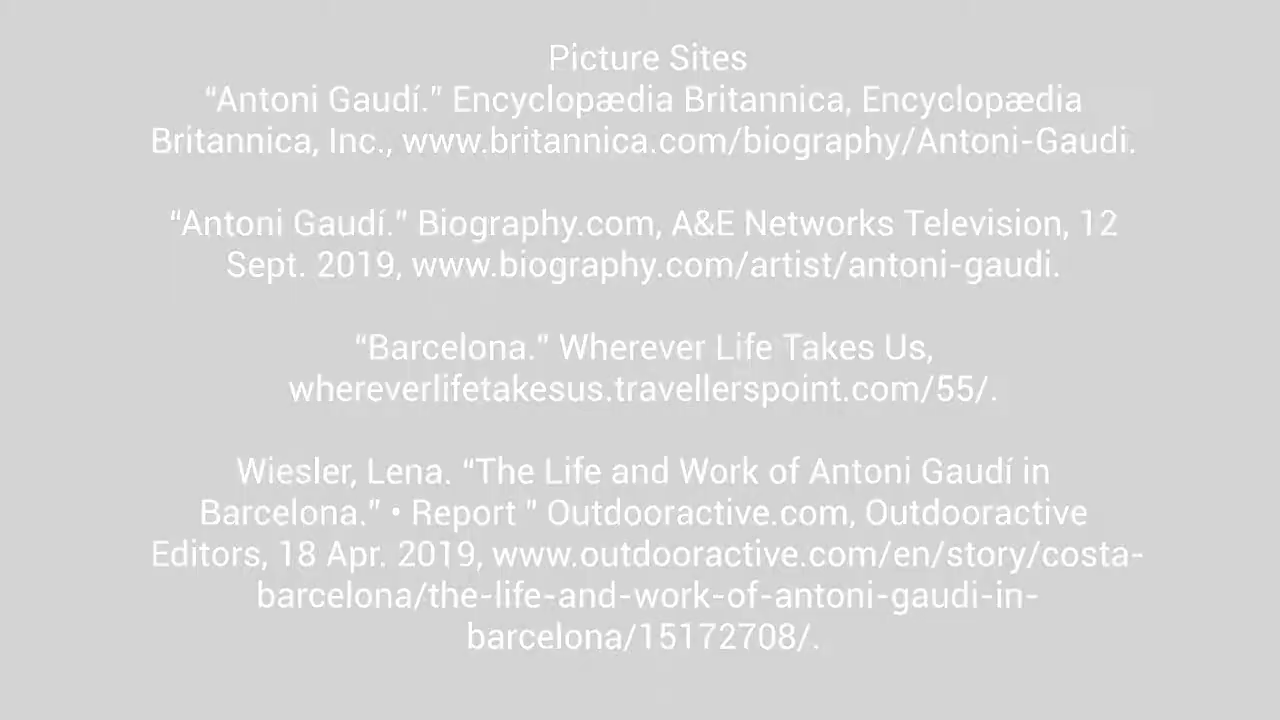 Picture Sites
“Antoni Gaudí.” Encyclopædia Britannica, Encyclopædia
Britannica, Inc., www.britannica.com/biography/Antoni-Gaudi.
“Antoni Gaudí.” Biography.com, A&E Networks Television, 12
Sept. 2019, www.biography.com/artist/antoni-gaudi.
“Barcelona.” Wherever Life Takes Us,
whereverlifetakesus.travellerspoint.com/55/.
Wiesler, Lena. “The Life and Work of Antoni Gaudí in
Barcelona.” • Report " Outdooractive.com, Outdooractive
Editors, 18 Apr. 2019, www.outdooractive.com/en/story/costa-
barcelona/the-life-and-work-of-antoni-gaudi-in-
barcelona/15172708/.